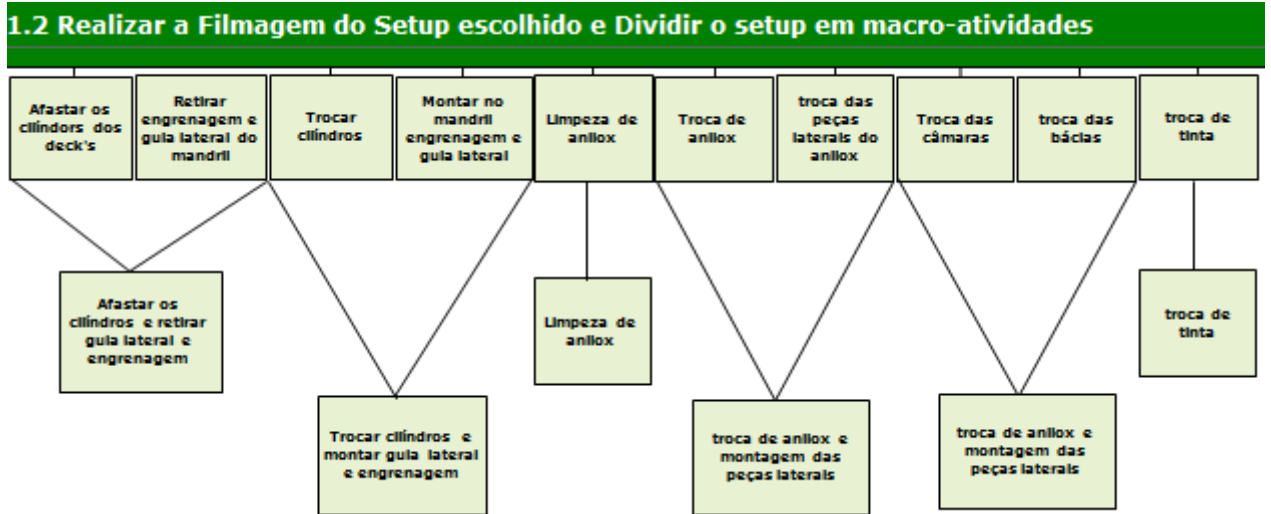 1.2 Realizar a Filmagem do Setup escolhido e Dividir o setup em macro-atividades
Afastar os
cilíndors dos
deck's
Retirar
engrenagem e
guia lateral do
mandril
Trocar
cilíndros
Montar no
mandril
engrenagem e
guia lateral
Limpeza de
anilox
Troca de
anilox
troca das
peças
laterais do
anilox
Troca das
câmaras
troca das
bácias
troca de
tinta
Afastar os
cilíndros e retirar
guia lateral e
engrenagem
Limpeza de
anilox
troca de
tinta
Trocar cilíndros e
montar guia lateral
e engrenagem
troca de anilox e
montagem das
peças laterais
troca de anilox e
montagem das
peças laterais